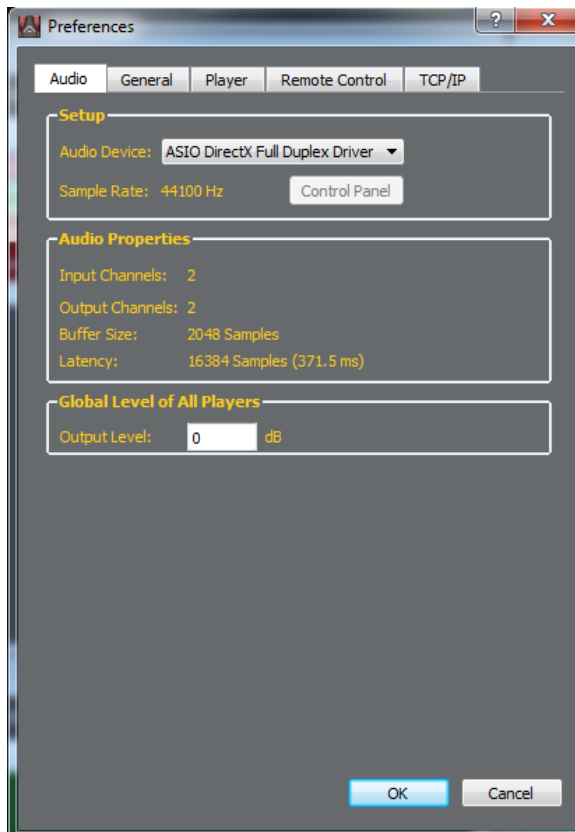 Preferences
? X
Audio General Player Remote Control TCP/IP
Setup
Audio Device: ASIO DirectX Full Duplex Driver
Sample Rate: 44100 Hz Control Panel
Audio Properties
Input Channels: 2
Output Channels: 2
Buffer Size: 2048 Samples
Latency: 16384 Samples (371.5 ms)
Global Level of All Players
Output Level: 0 dB
OK Cancel